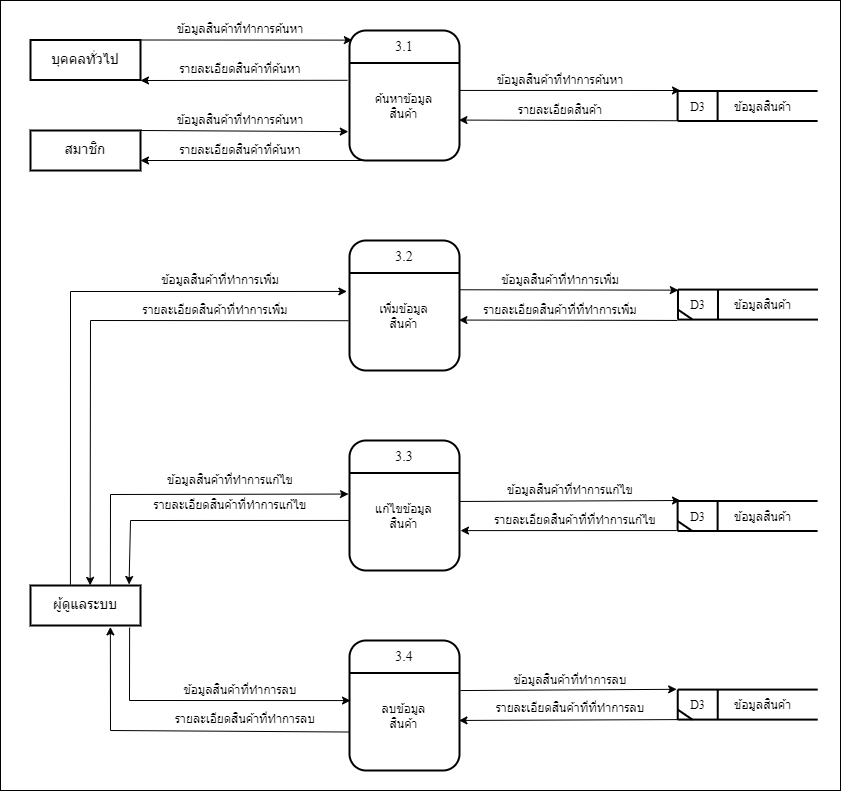 ข้อมูลสินค้าที่ทำการค้นหา
บุคคลทั่วไป
รายละเอียดสินค้าที่ค้นหา
3.1
ค้นหาข้อมูล
สินค้า
ข้อมูลสินค้าที่ทำการค้นหา
รายละเอียดสินค้า
D3
ข้อมูลสินค้า
ข้อมูลสินค้าที่ทำการค้นหา
สมาชิก
รายละเอียดสินค้าที่ค้นหา
3.2
ข้อมูลสินค้าที่ทำการเพิ่ม
รายละเอียดสินค้าที่ทำการเพิ่ม
เพิ่มข้อมูล
สินค้า
ข้อมูลสินค้าที่ทำการเพิ่ม
รายละเอียดสินค้าที่ที่ทำการเพิ่ม
D3
ข้อมูลสินค้า
3.3
ข้อมูลสินค้าที่ทำการแก้ไข
รายละเอียดสินค้าที่ทำการแก้ไข
แก้ไขข้อมูล
สินค้า
ข้อมูลสินค้าที่ทำการแก้ไข
รายละเอียดสินค้าที่ที่ทำการแก้ไข
D3
ข้อมูลสินค้า
ผู้ดูแลระบบ
3.4
ข้อมูลสินค้าที่ทำการลบ
รายละเอียดสินค้าที่ทำการลบ
ลบข้อมูล
สินค้า
ข้อมูลสินค้าที่ทำการลบ
รายละเอียดสินค้าที่ที่ทำการลบ
D3
ข้อมูลสินค้า